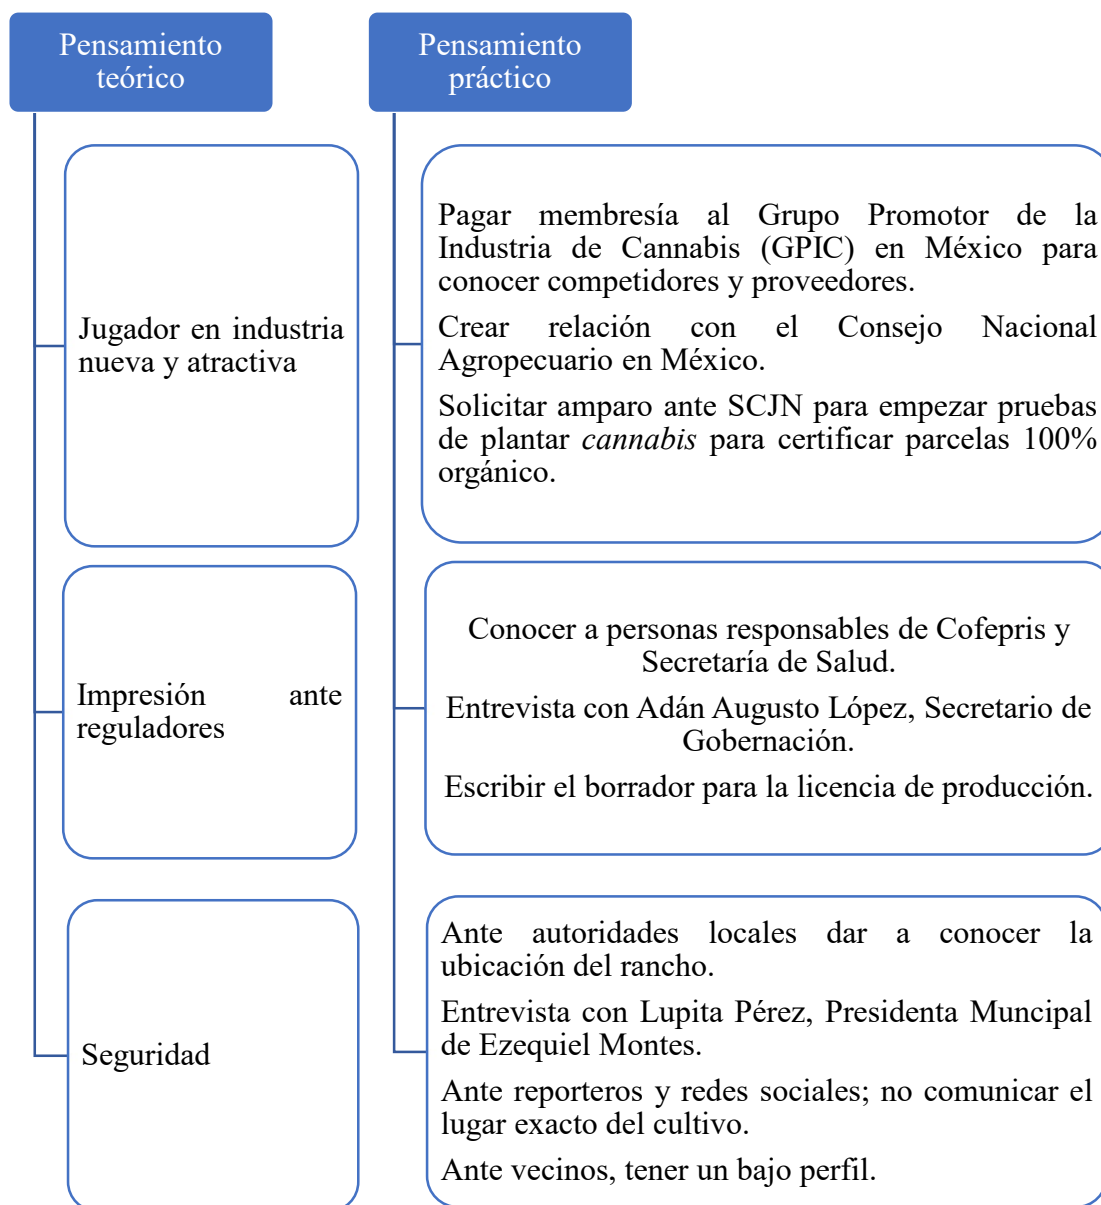 Pensamiento
teórico
Pensamiento
práctico
Jugador en industria
nueva y atractiva
Pagar membresía al Grupo Promotor de la
Industria de Cannabis (GPIC) en México para
conocer competidores y proveedores.
Crear relación con el Consejo Nacional
Agropecuario en México.
Solicitar amparo ante SCJN para empezar pruebas
de plantar cannabis para certificar parcelas 100%
orgánico.
Impresión ante
reguladores
Conocer a personas responsables de Cofepris y
Secretaría de Salud.
Entrevista con Adán Augusto López, Secretario de
Gobernación.
Escribir el borrador para la licencia de producción.
Seguridad
Ante autoridades locales dar a conocer la
ubicación del rancho.
Entrevista con Lupita Pérez, Presidenta Muncipal
de Ezequiel Montes.
Ante reporteros y redes sociales; no comunicar el
lugar exacto del cultivo.
Ante vecinos, tener un bajo perfil.